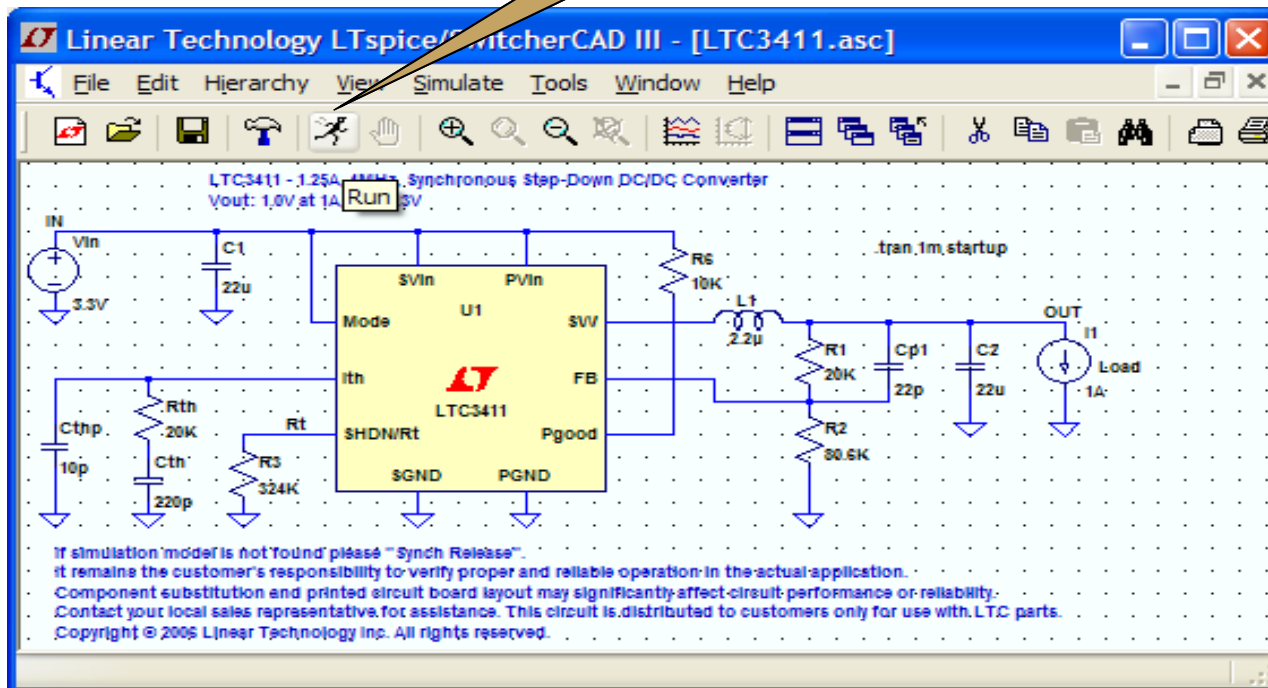 Linear Technology LTspice/SwitcherCAD III - [LTC3411.asc]
File Edit Hierarchy View Simulate Tools Window Help
LTC3411 - 1.25A, 4MHz, Synchronous Step-Down DC/DC Converter
Vout: 1.0V at 1A
Run
3V
IN
Vin
3.3V
C1
22u
SVin
PVin
U1
Mode
SW
Ith
FB
LTC3411
SHDN/Rt
Pgood
SGND
PGND
R6
10K
.tran 1m startup
L1
2.2µ
OUT
I1
Load
1A
R1
20K
Cp1
22p
C2
22u
R2
80.6K
Rth
20K
Cthp
10p
Cth
220p
Rt
R3
324K
If simulation model is not found please "Synch Release".
It remains the customer's responsibility to verify proper and reliable operation in the actual application.
Component substitution and printed circuit board layout may significantly affect circuit performance or reliability.
Contact your local sales representative for assistance. This circuit is distributed to customers only for use with LTC parts.
Copyright © 2006 Linear Technology Inc. All rights reserved.